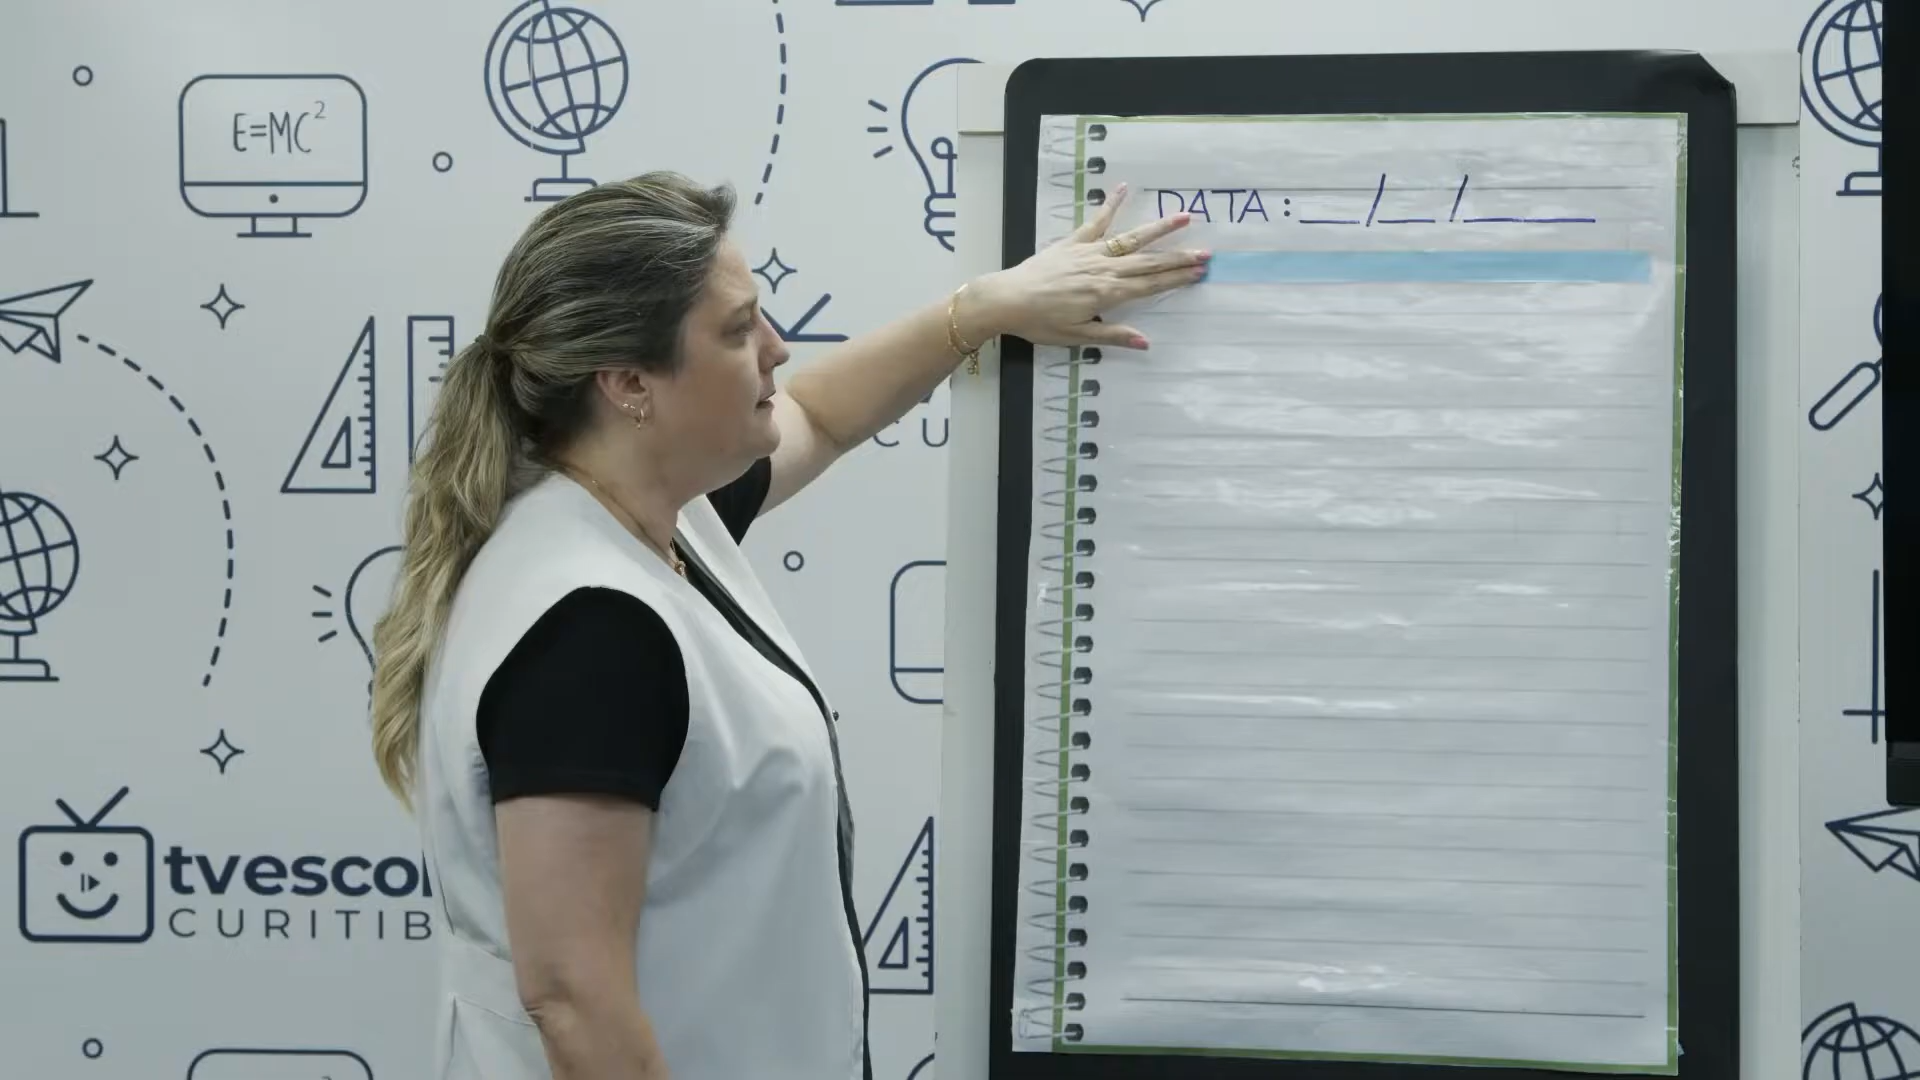 E=MC²
DATA: __/__/____
CU
tvescol
CURITIB